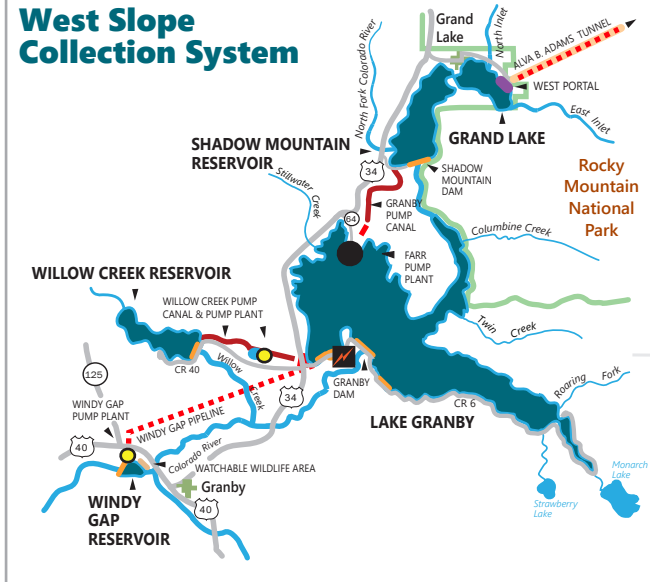 West Slope
Collection System
Grand
Lake
North Inlet
ALVA B. ADAMS TUNNEL
WEST PORTAL
East Inlet
North Fork Colorado River
GRAND LAKE
SHADOW MOUNTAIN
RESERVOIR
34
SHADOW
MOUNTAIN
DAM
Rocky
Mountain
National
Park
Stillwater
Creek
GRANBY
PUMP
CANAL
64
Columbine Creek
FARR
PUMP
PLANT
WILLOW CREEK RESERVOIR
WILLOW CREEK PUMP
CANAL & PUMP PLANT
Twin
Creek
CR 40
Willow
Creek
125
34
GRANBY
DAM
Roaring
Fork
CR 6
LAKE GRANBY
WINDY GAP
PUMP PLANT
WINDY GAP PIPELINE
40
Colorado River
WATCHABLE WILDLIFE AREA
Granby
40
Monarch
Lake
Strawberry
Lake
WINDY
GAP
RESERVOIR